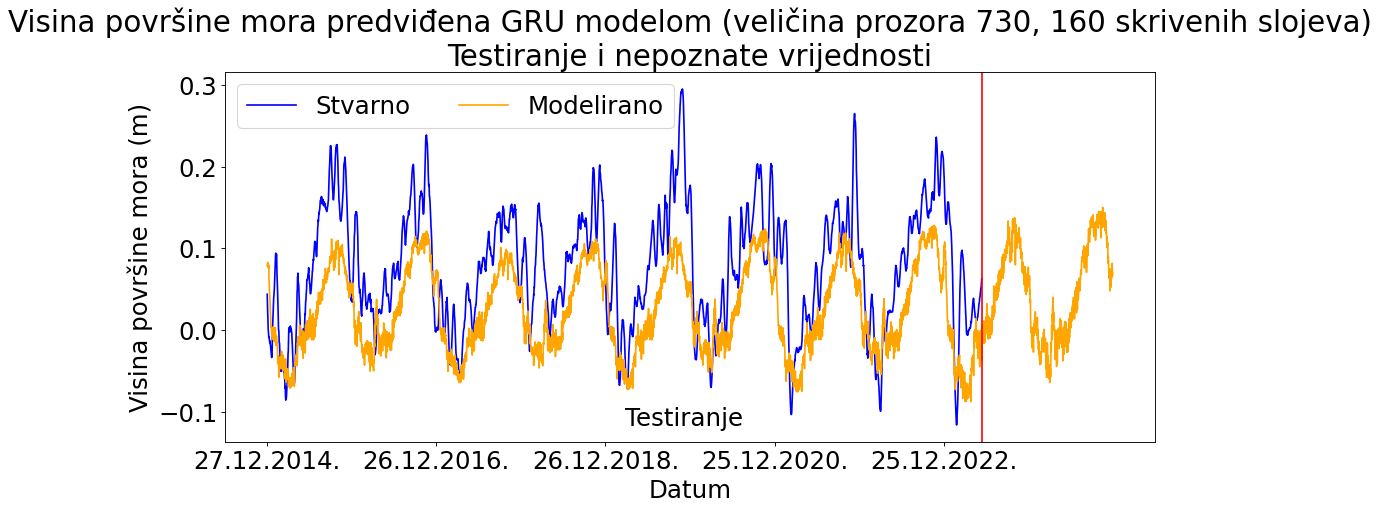 Visina površine mora predviđena GRU modelom (veličina prozora 730, 160 skrivenih slojeva)
Testiranje i nepoznate vrijednosti
Stvarno
Modelirano
Visina površine mora (m)
0.3
0.2
0.1
0.0
−0.1
Testiranje
27.12.2014.
26.12.2016.
26.12.2018.
25.12.2020.
25.12.2022.
Datum